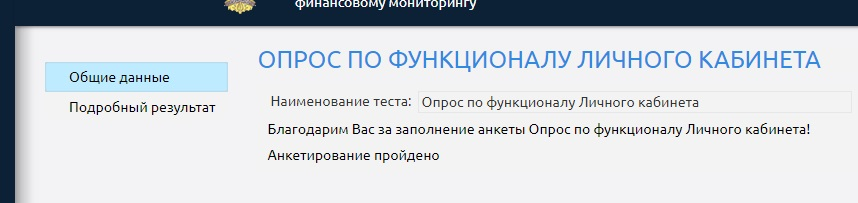 финансовому мониторингу
ОПРОС ПО ФУНКЦИОНАЛУ ЛИЧНОГО КАБИНЕТА
Общие данные
Подробный результат
Наименование теста: Опрос по функционалу Личного кабинета
Благодарим Вас за заполнение анкеты Опрос по функционалу Личного кабинета!
Анкетирование пройдено